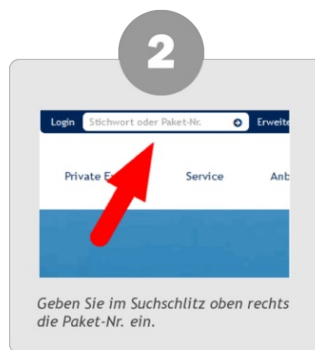 2
Login Stichwort oder Paket-Nr. Erweite
Private E Service Anb
Geben Sie im Suchschlitz oben rechts
die Paket-Nr. ein.